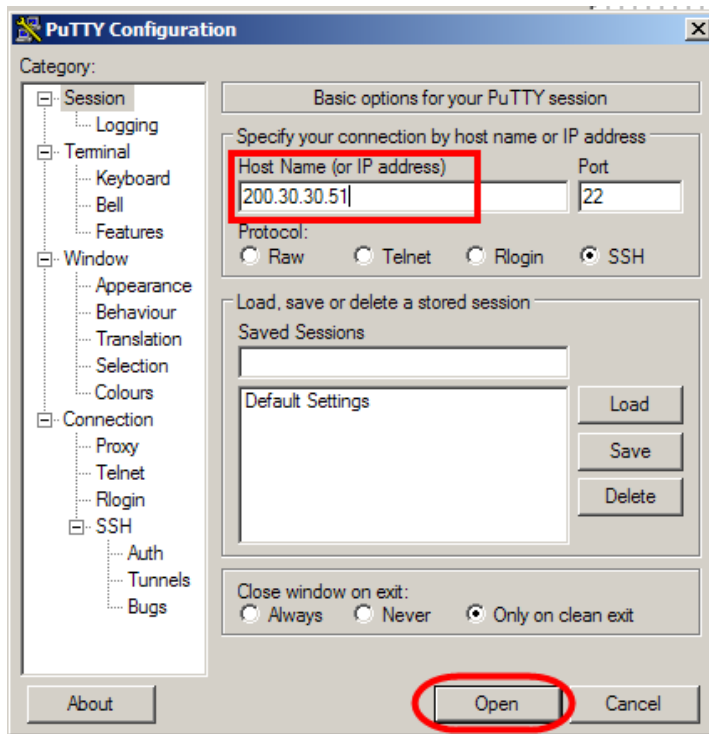 PuTTY Configuration
Category:
Session
Logging
Terminal
Keyboard
Bell
Features
Window
Appearance
Behaviour
Translation
Selection
Colours
Connection
Proxy
Telnet
Rlogin
SSH
Auth
Tunnels
Bugs
Basic options for your PuTTY session
Specify your connection by host name or IP address
Host Name (or IP address) Port
200.30.30.51 22
Protocol:
Raw Telnet Rlogin SSH
Load, save or delete a stored session
Saved Sessions
Default Settings
Load
Save
Delete
Close window on exit:
Always Never Only on clean exit
About Open Cancel